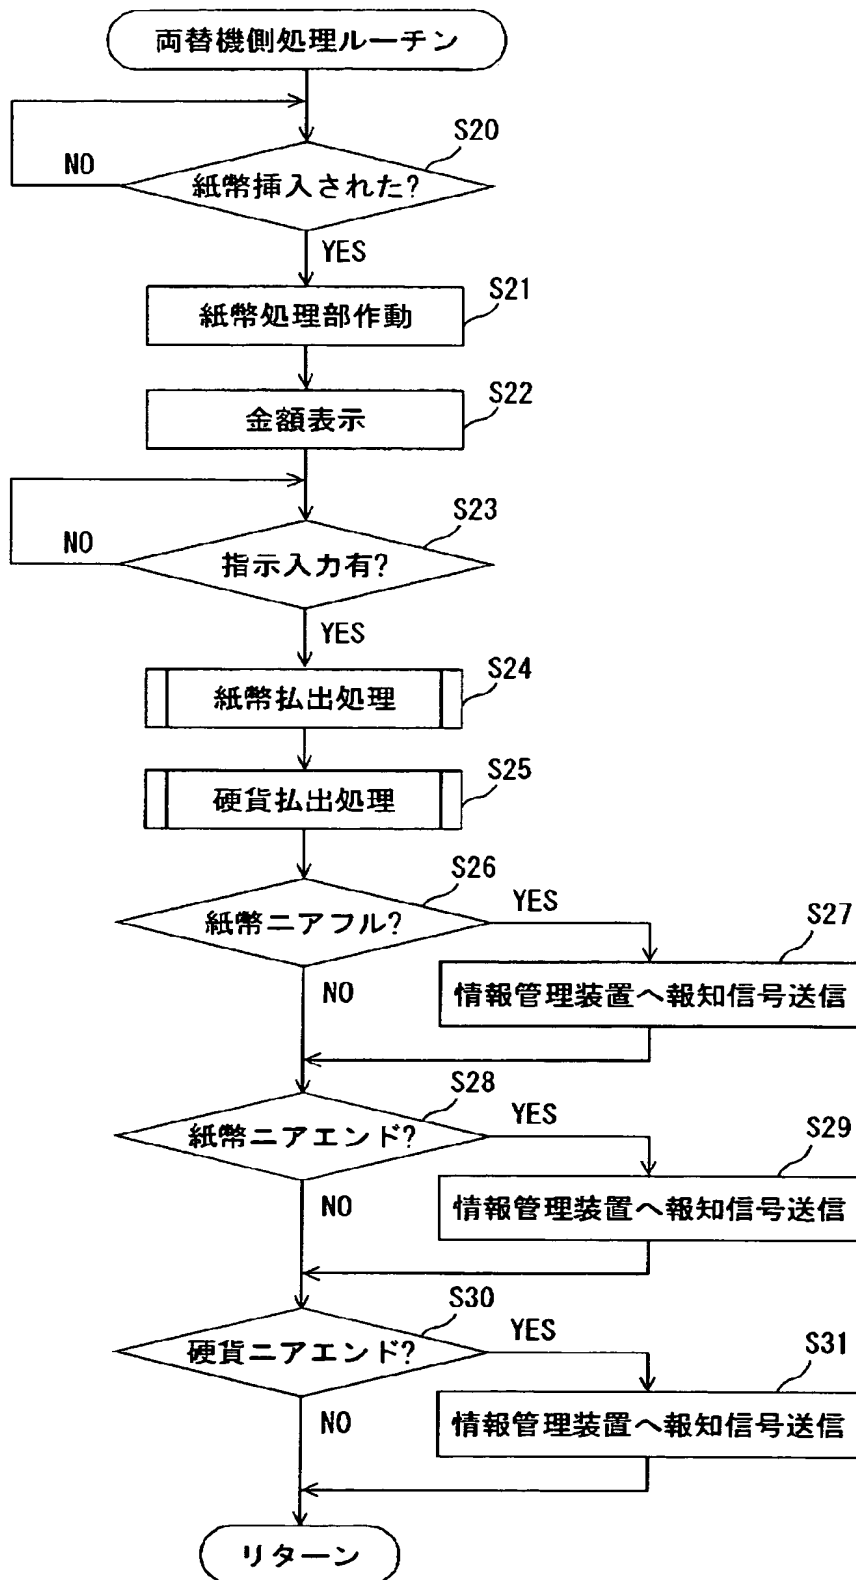 両替機側処理ルーチン
S20
NO
紙幣挿入された?
YES
S21
紙幣処理部作動
S22
金額表示
S23
NO
指示入力有?
YES
S24
紙幣払出処理
S25
硬貨払出処理
S26
紙幣ニアフル?
YES
S27
NO
情報管理装置へ報知信号送信
S28
紙幣ニアエンド?
YES
S29
NO
情報管理装置へ報知信号送信
S30
硬貨ニアエンド?
YES
S31
NO
情報管理装置へ報知信号送信
リターン